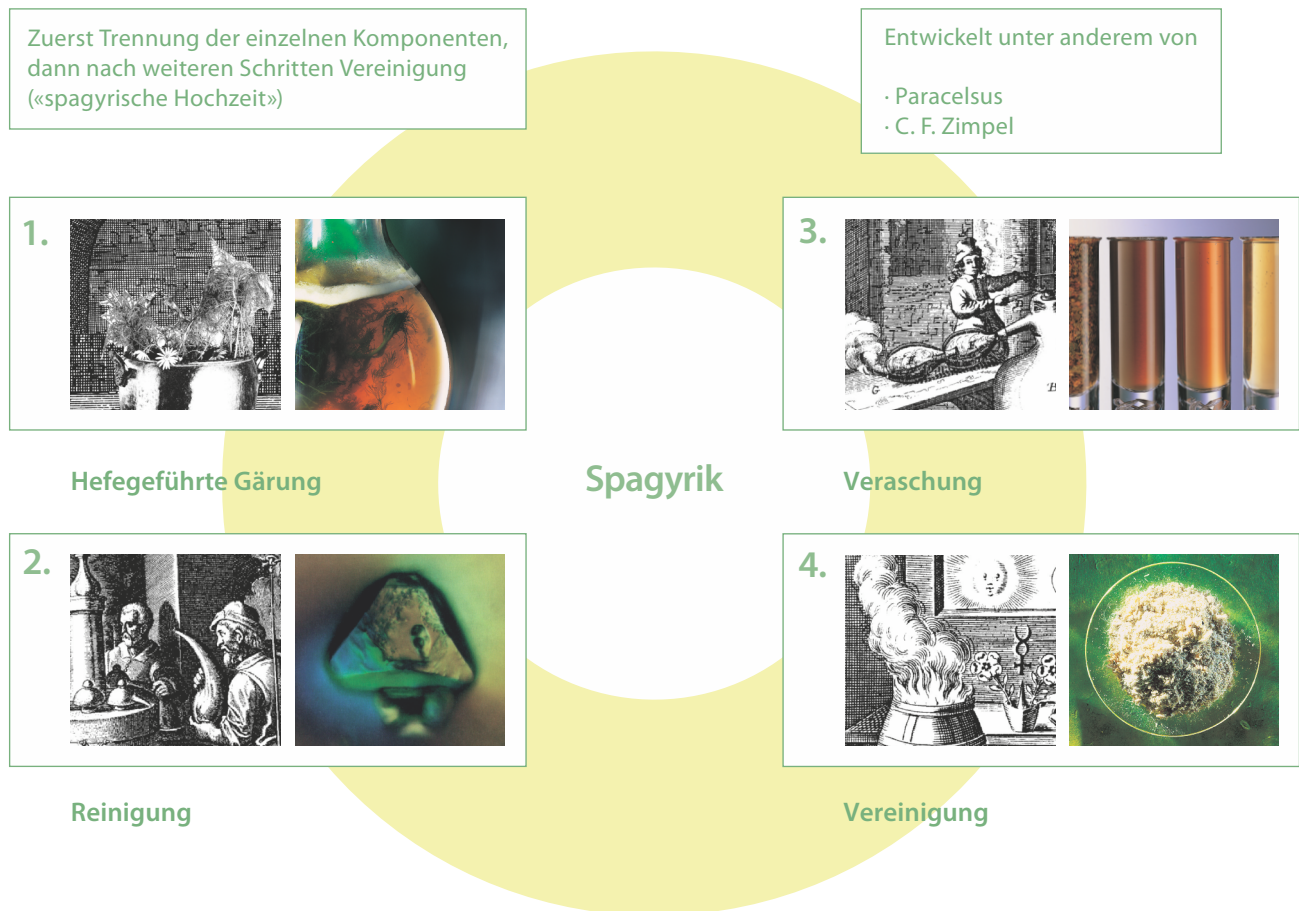 Zuerst Trennung der einzelnen Komponenten,
dann nach weiteren Schritten Vereinigung
(«spagyrische Hochzeit»)
Entwickelt unter anderem von
· Paracelsus
· C. F. Zimpel
1.
Hefegeführte Gärung
2.
Reinigung
Spagyrik
3.
G
B
Veraschung
4.
Vereinigung